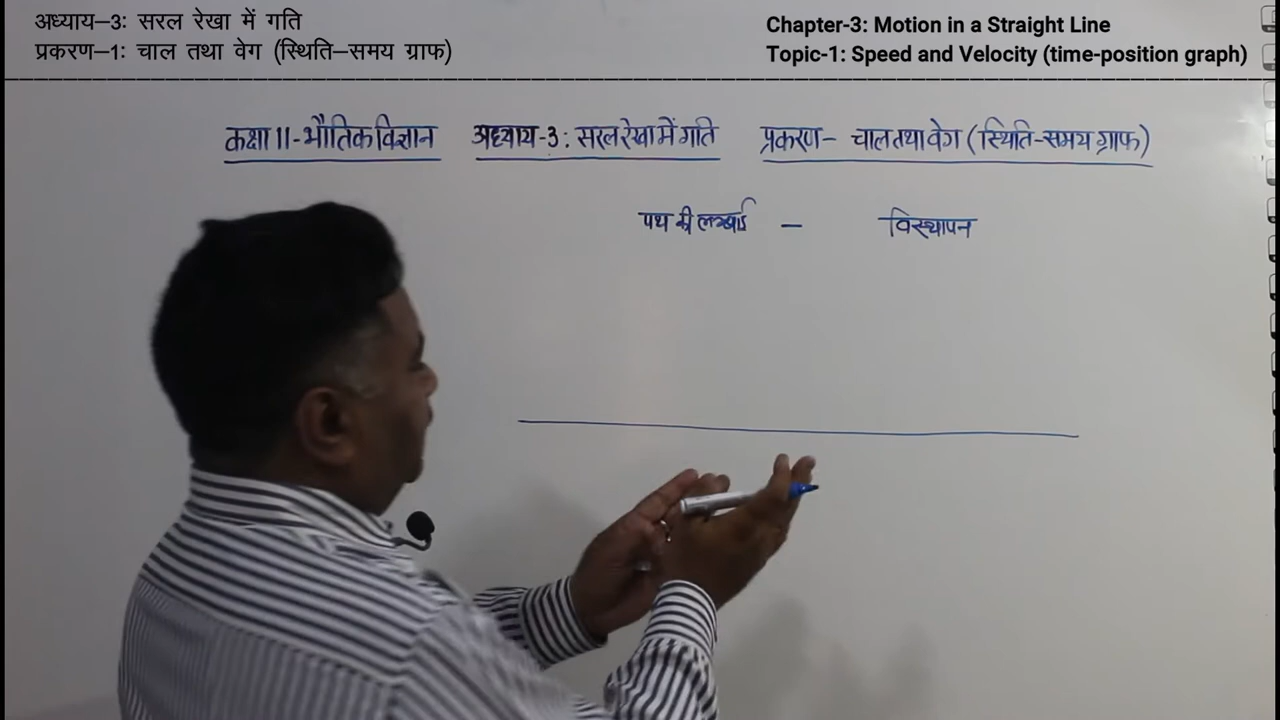 अध्याय–3: सरल रेखा में गति
प्रकरण–1: चाल तथा वेग (स्थिति–समय ग्राफ)
Chapter-3: Motion in a Straight Line
Topic-1: Speed and Velocity (time-position graph)
कक्षा 11-भौतिक विज्ञान अध्याय-3: सरल रेखा में गति प्रकरण- चाल तथा वेग (स्थिति-समय ग्राफ)
पथ की लम्बाई – विस्थापन